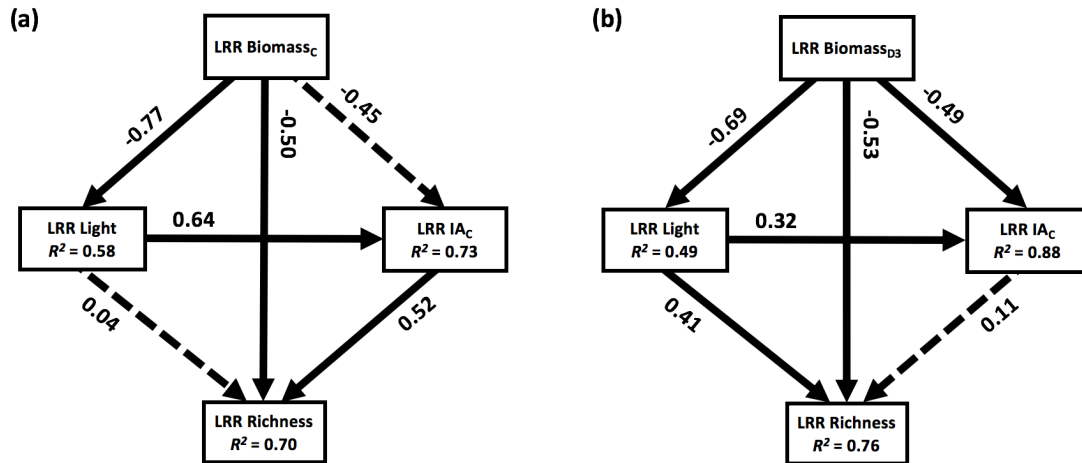 (a)
LRR Biomass_C
-0.77
-0.50
-0.45
LRR Light
R² = 0.58
0.64
LRR IA_C
R² = 0.73
0.04
0.52
LRR Richness
R² = 0.70
(b)
LRR Biomass_D3
-0.69
-0.53
-0.49
LRR Light
R² = 0.49
0.32
LRR IA_C
R² = 0.88
0.41
0.11
LRR Richness
R² = 0.76